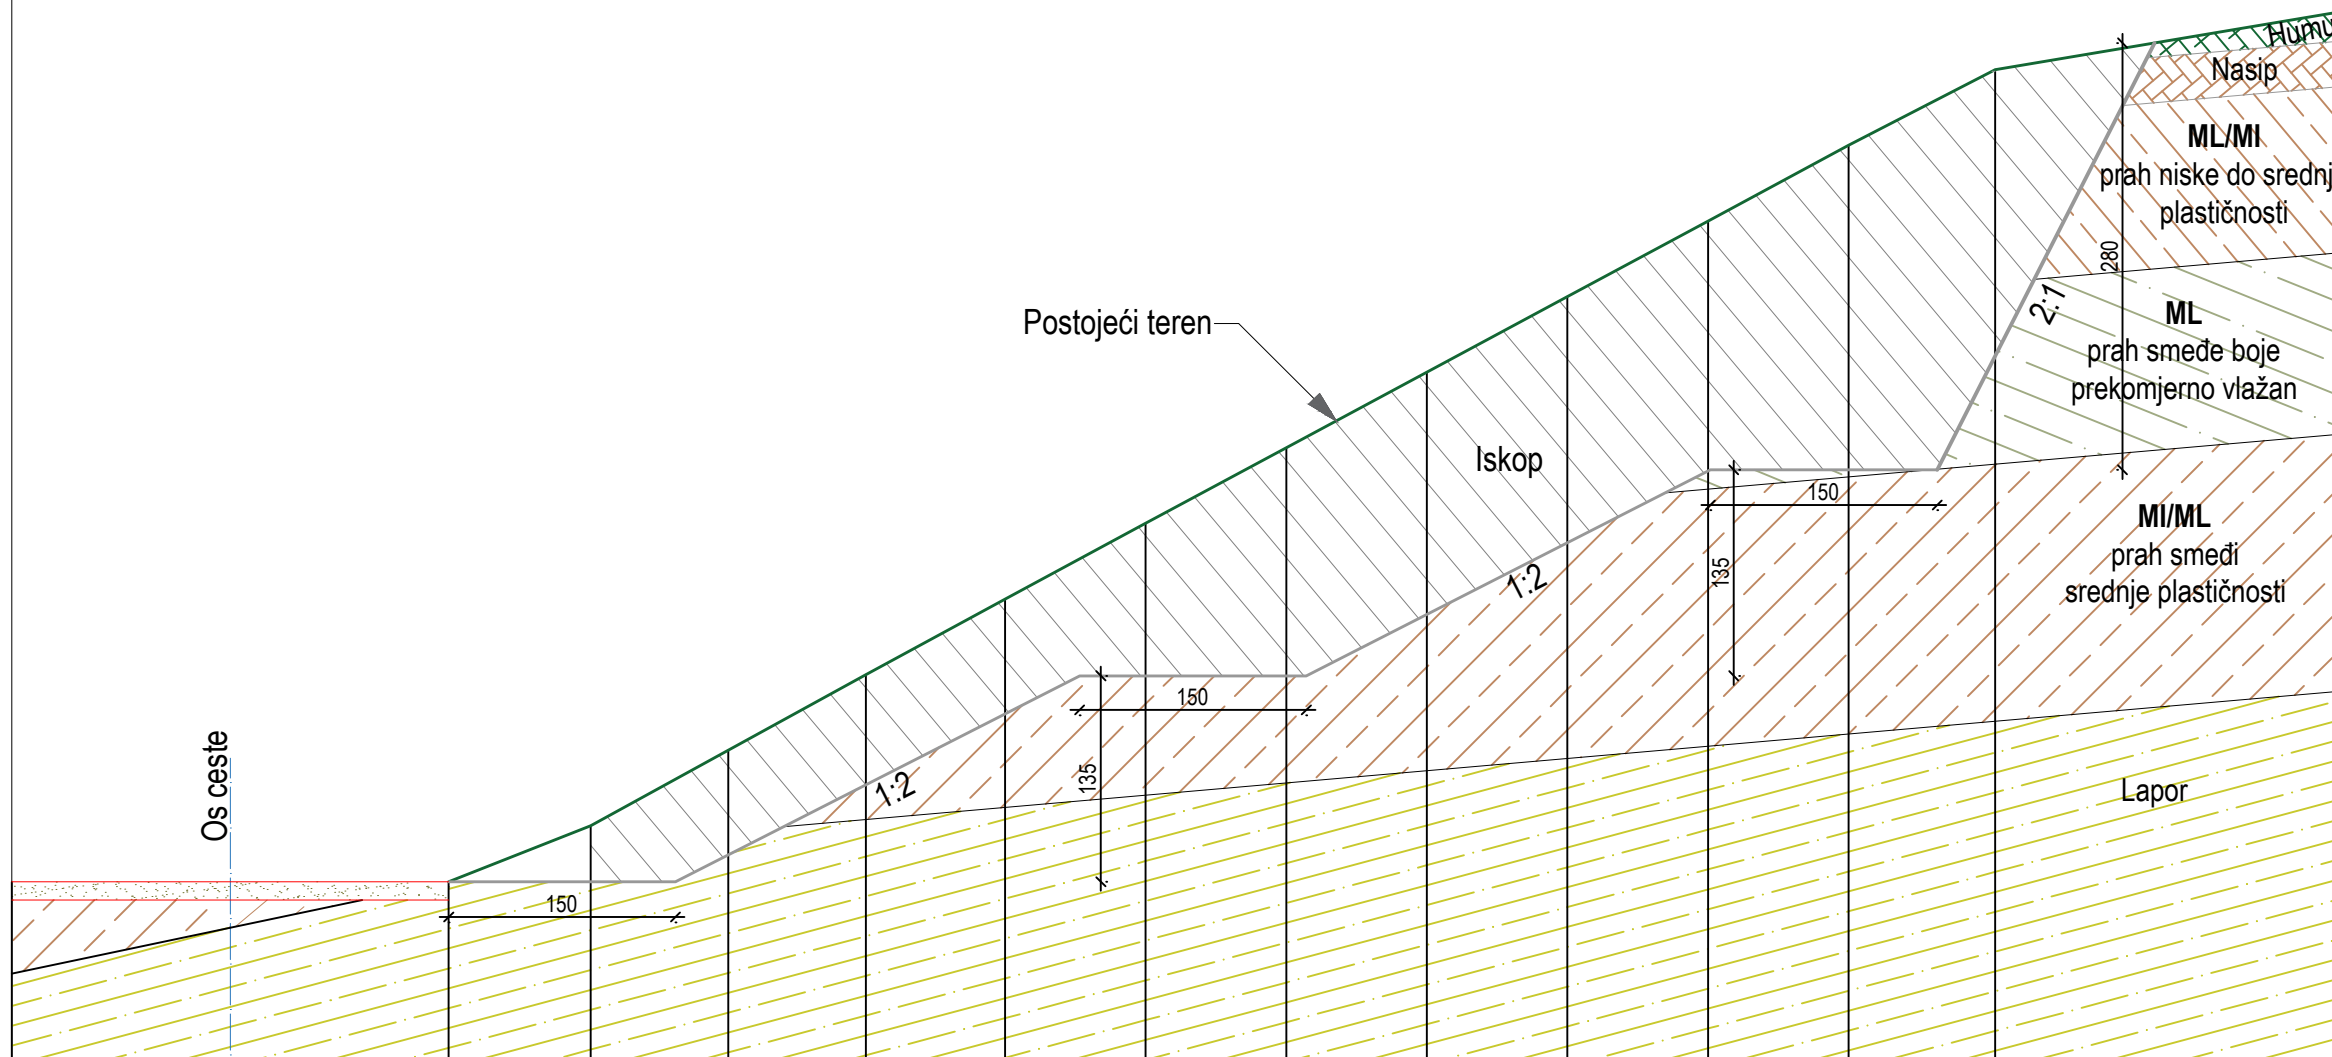 Humu
Nasip
ML/MI
prah niske do srednj
plastičnosti
280
2:1
Postojeći teren
ML
prah smeđe boje
prekomjerno vlažan
Iskop
150
MI/ML
prah smeđi
srednje plastičnosti
135
1:2
150
135
1:2
Lapor
Os ceste
150